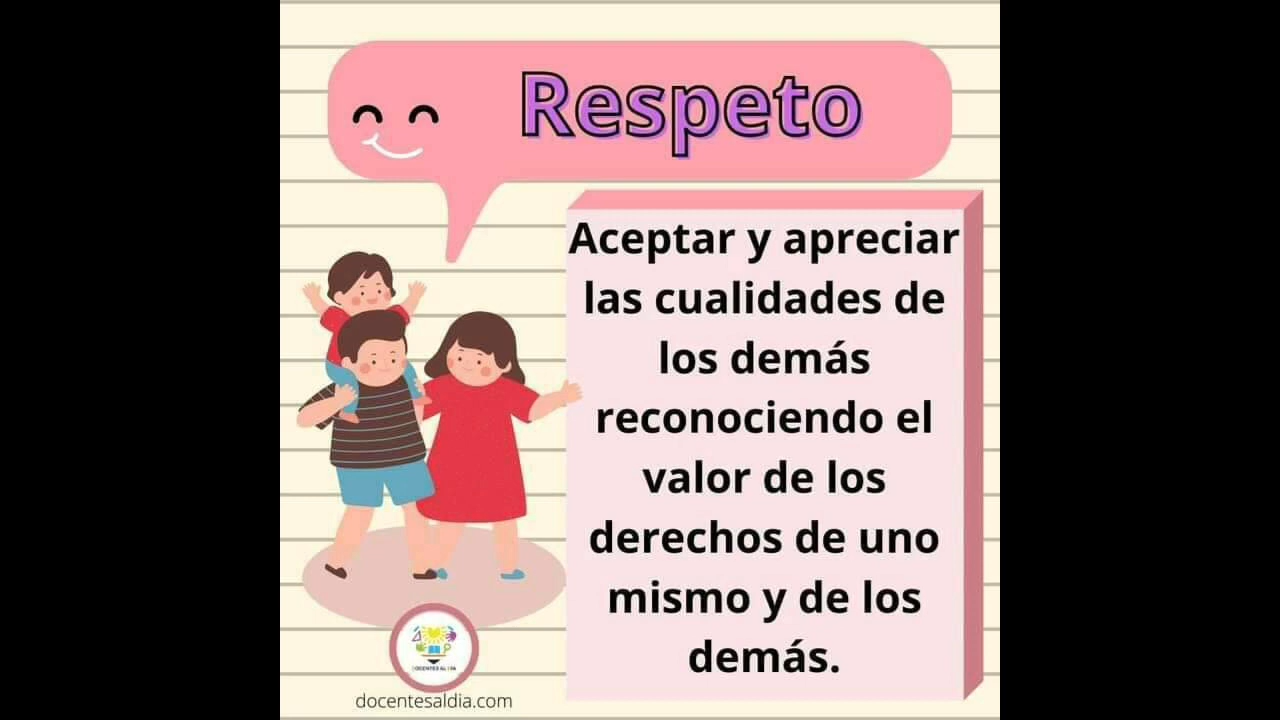 Respeto
Aceptar y apreciar
las cualidades de
los demás
reconociendo el
valor de los
derechos de uno
mismo y de los
demás.
docentesaldia.com